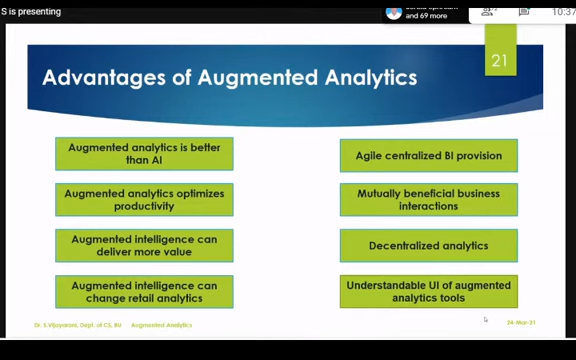 S is presenting
and 69 more
10:37
21
Advantages of Augmented Analytics
Augmented analytics is better
than AI
Augmented analytics optimizes
productivity
Augmented intelligence can
deliver more value
Augmented intelligence can
change retail analytics
Agile centralized BI provision
Mutually beneficial business
interactions
Decentralized analytics
Understandable UI of augmented
analytics tools
Dr. S.Vijayarani, Dept. of CS, BU Augmented Analytics
24-Mar-21